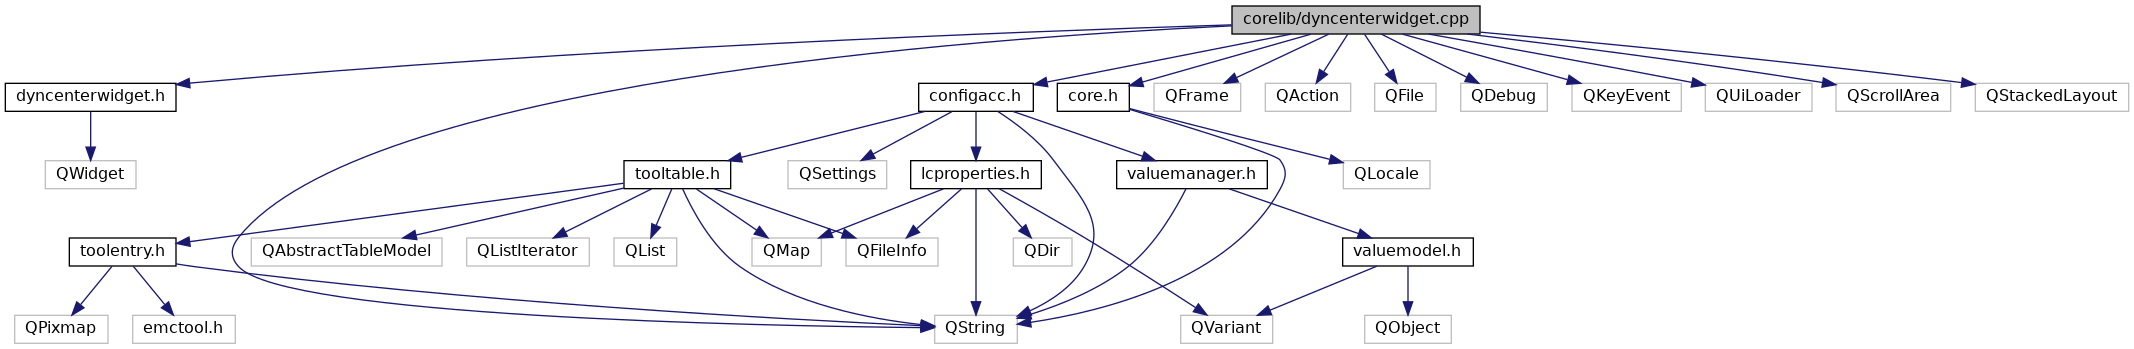 corelib/dyncenterwidget.cpp
dyncenterwidget.h
configacc.h
core.h
QFrame
QAction
QFile
QDebug
QKeyEvent
QUiLoader
QScrollArea
QStackedLayout
QWidget
tooltable.h
QSettings
lcproperties.h
valuemanager.h
QLocale
toolentry.h
QAbstractTableModel
QListIterator
QList
QMap
QFileInfo
QDir
valuemodel.h
QPixmap
emctool.h
QString
QVariant
QObject